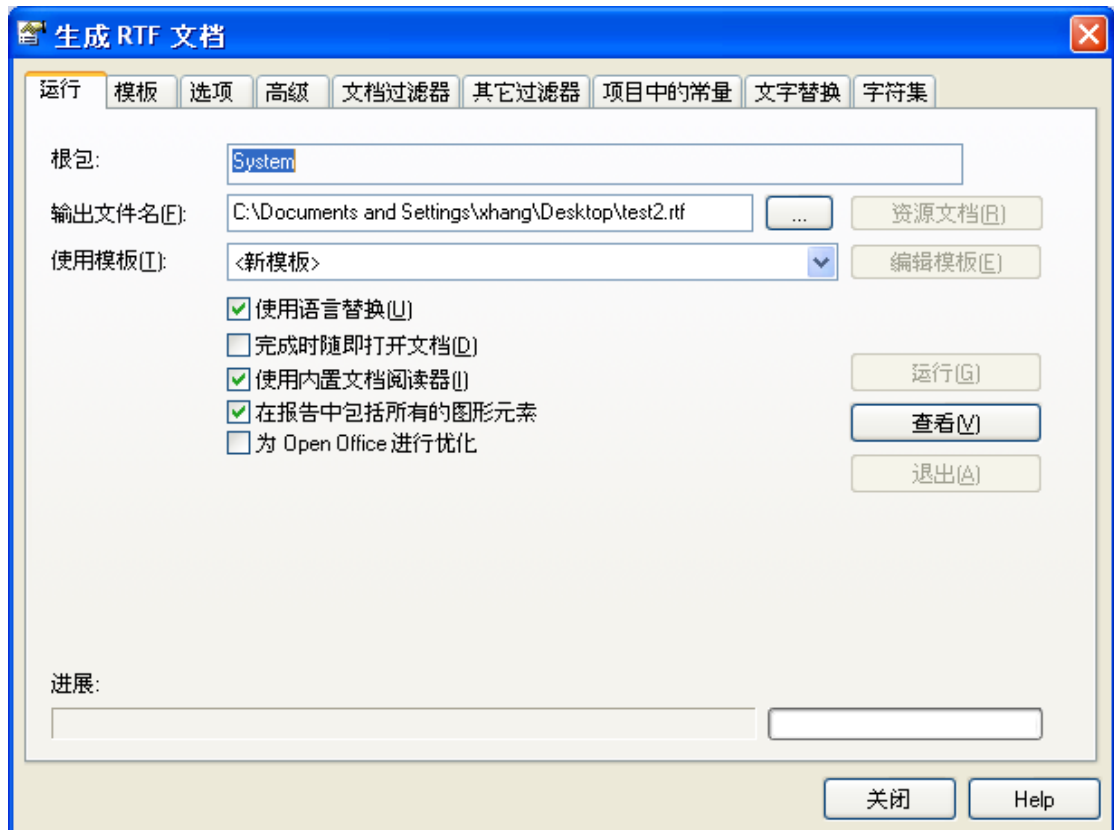 生成 RTF 文档
运行 模板 选项 高级 文档过滤器 其它过滤器 项目中的常量 文字替换 字符集
根包: System
输出文件名(F): C:\Documents and Settings\xhang\Desktop\test2.rtf ... 资源文档(R)
使用模板(T): <新模板> 编辑模板(E)
使用语言替换(U)
完成时随即打开文档(D)
使用内置文档阅读器(I) 运行(G)
在报告中包括所有的图形元素 查看(V)
为 Open Office 进行优化
退出(A)
进展:
关闭 Help